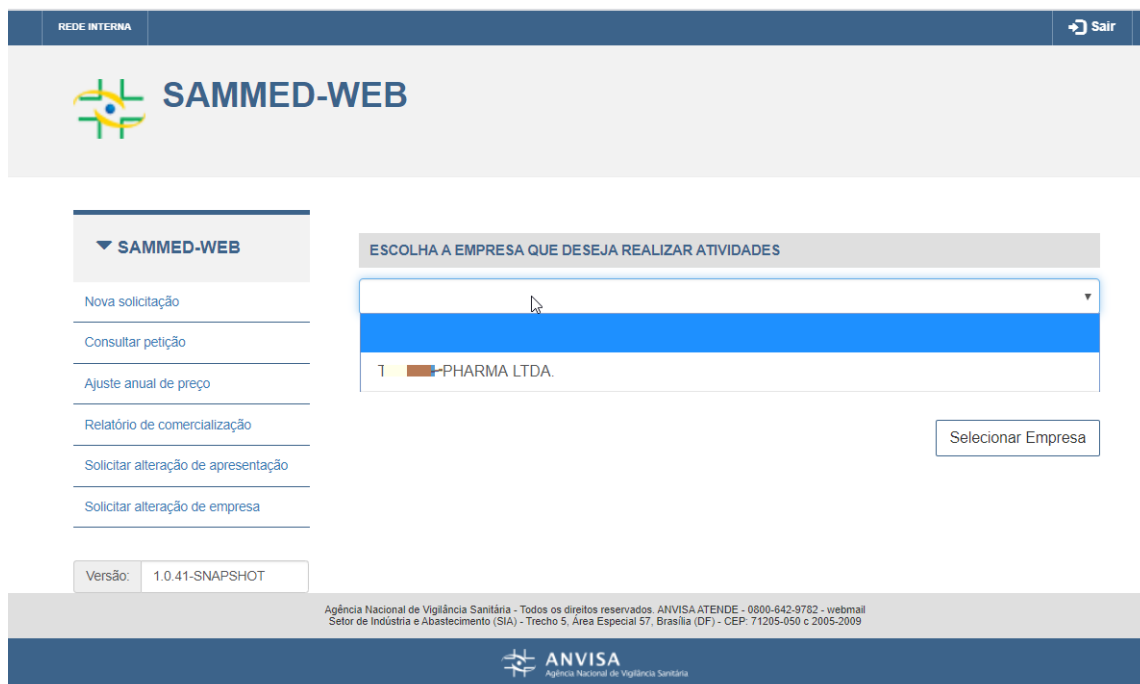 REDE INTERNA
Sair
SAMMED-WEB
SAMMED-WEB
Nova solicitação
Consultar petição
Ajuste anual de preço
Relatório de comercialização
Solicitar alteração de apresentação
Solicitar alteração de empresa
Versão: 1.0.41-SNAPSHOT
ESCOLHA A EMPRESA QUE DESEJA REALIZAR ATIVIDADES
PHARMA LTDA.
Selecionar Empresa
Agência Nacional de Vigilância Sanitária - Todos os direitos reservados. ANVISA ATENDE - 0800-642-9782 - webmail
Setor de Indústria e Abastecimento (SIA) - Trecho 5, Área Especial 57, Brasília (DF) - CEP: 71205-050 c 2005-2009
ANVISA
Agência Nacional de Vigilância Sanitária